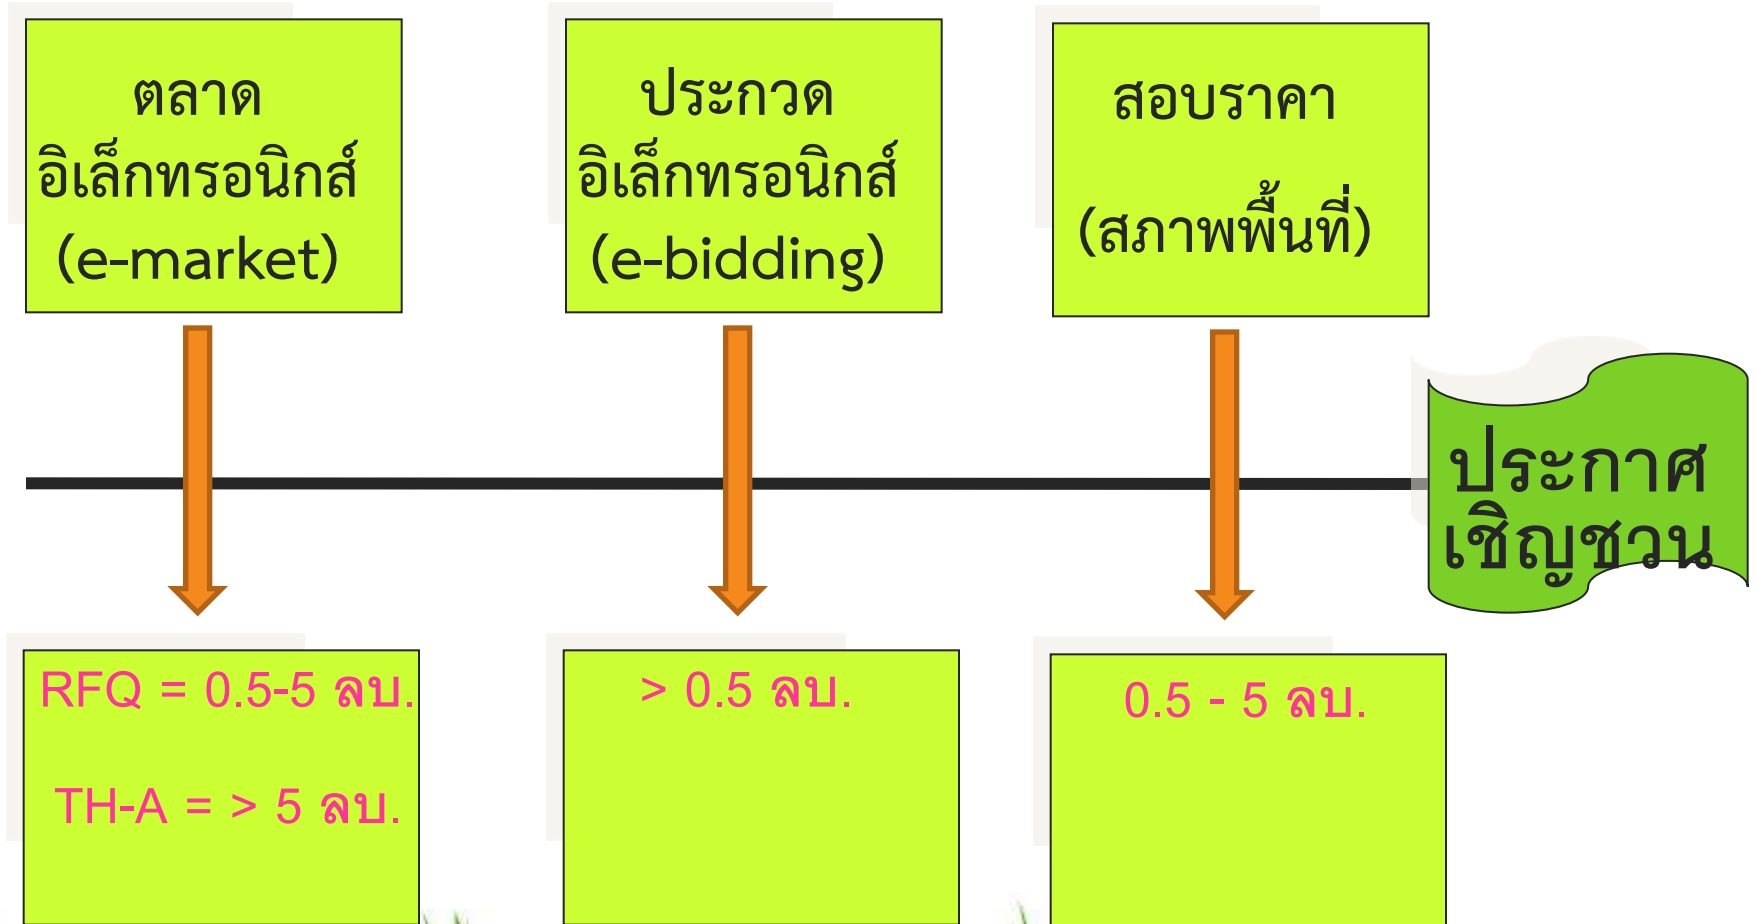 ตลาด
อิเล็กทรอนิกส์
(e-market)
ประกวด
อิเล็กทรอนิกส์
(e-bidding)
สอบราคา
(สภาพพื้นที่)
ประกาศ
เชิญชวน
RFQ = 0.5-5 ลบ.
TH-A = > 5 ลบ.
> 0.5 ลบ.
0.5 - 5 ลบ.